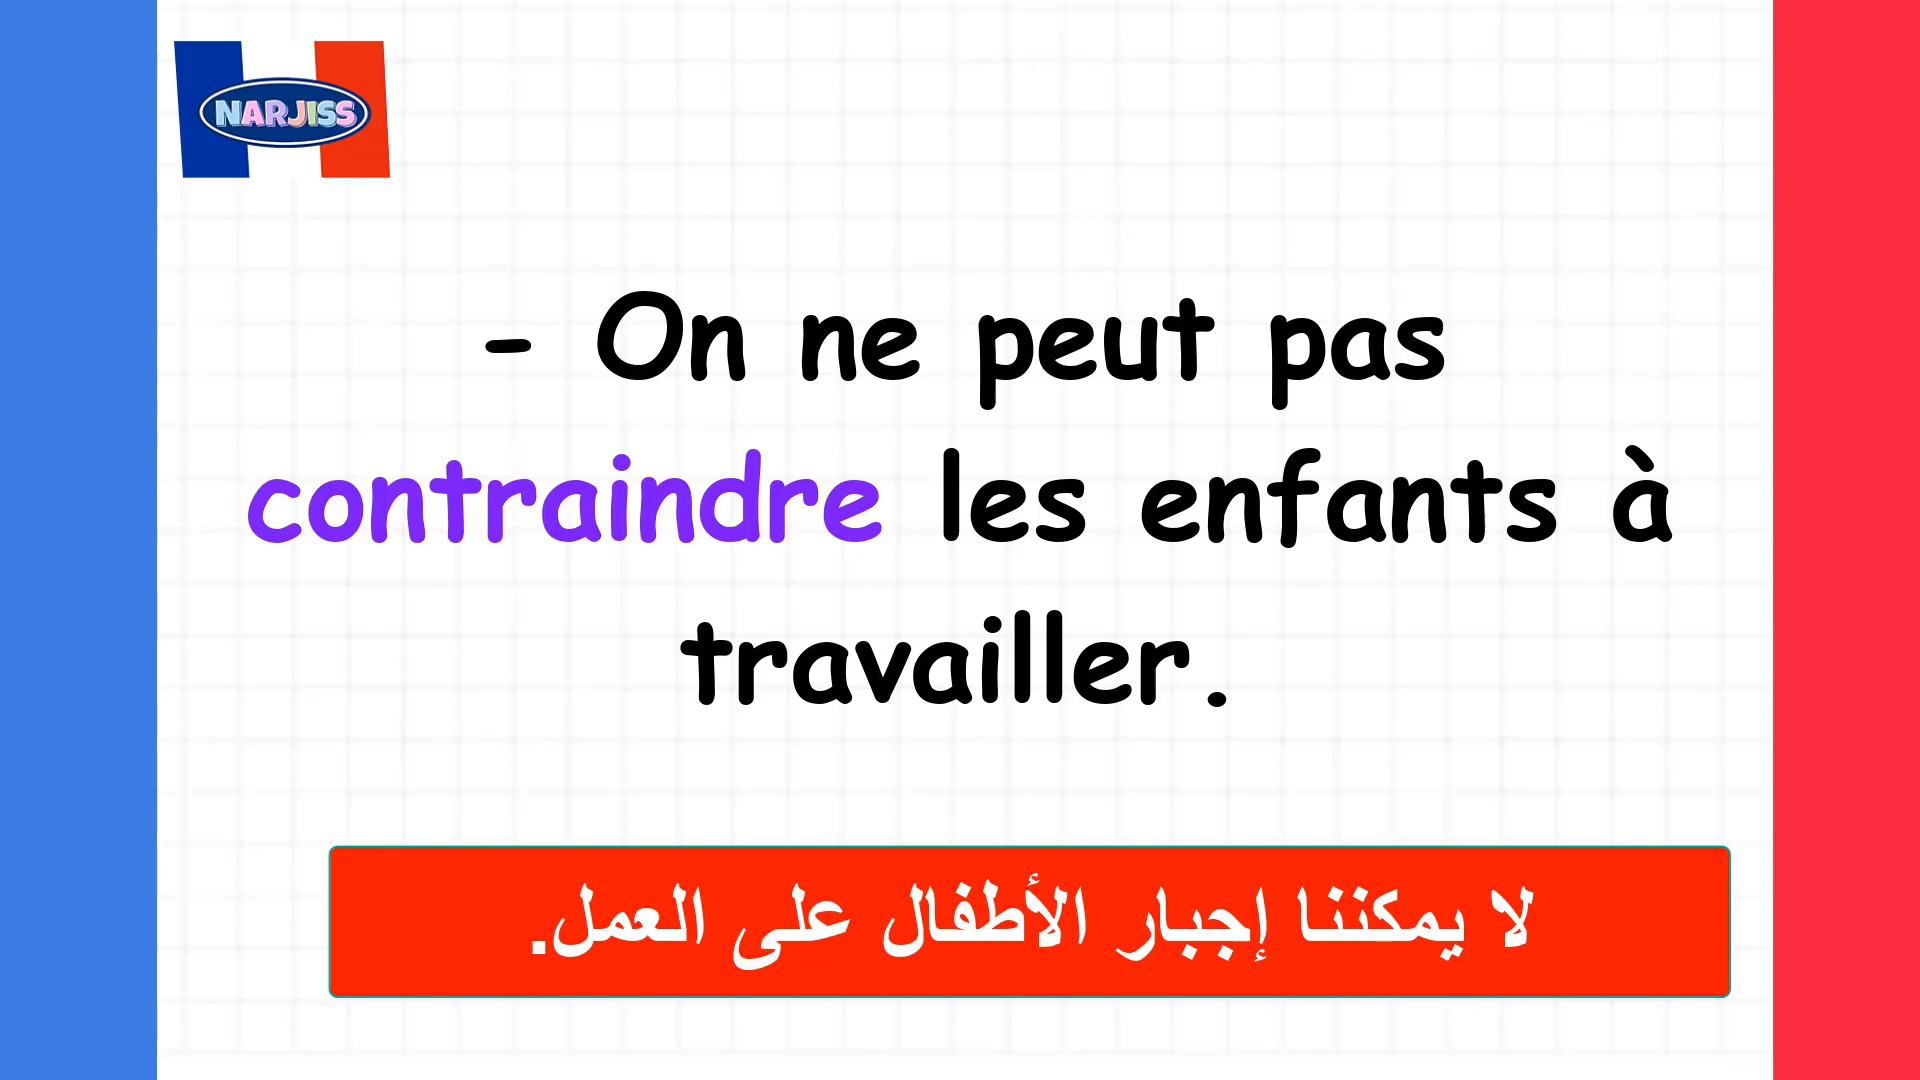 NARJISS
- On ne peut pas
contraindre les enfants à
travailler.
لا يمكننا إجبار الأطفال على العمل.